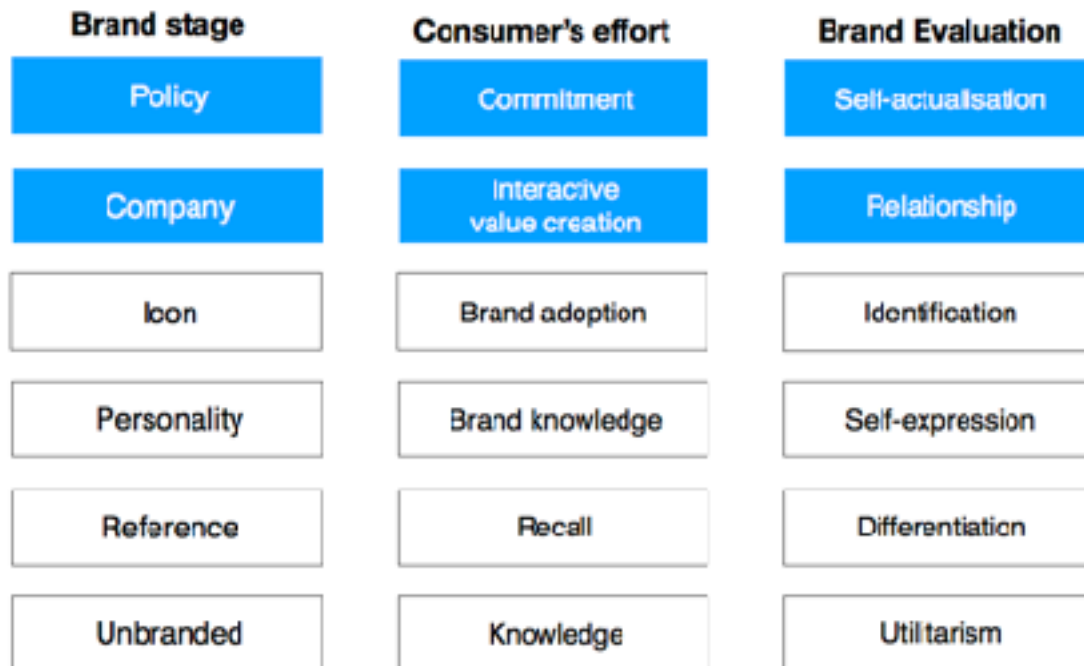 Brand stage
Consumer's effort
Brand Evaluation
Policy
Commitment
Self-actualisation
Company
Interactive
value creation
Relationship
Icon
Brand adoption
Identification
Personality
Brand knowledge
Self-expression
Reference
Recall
Differentiation
Unbranded
Knowledge
Utilitarism